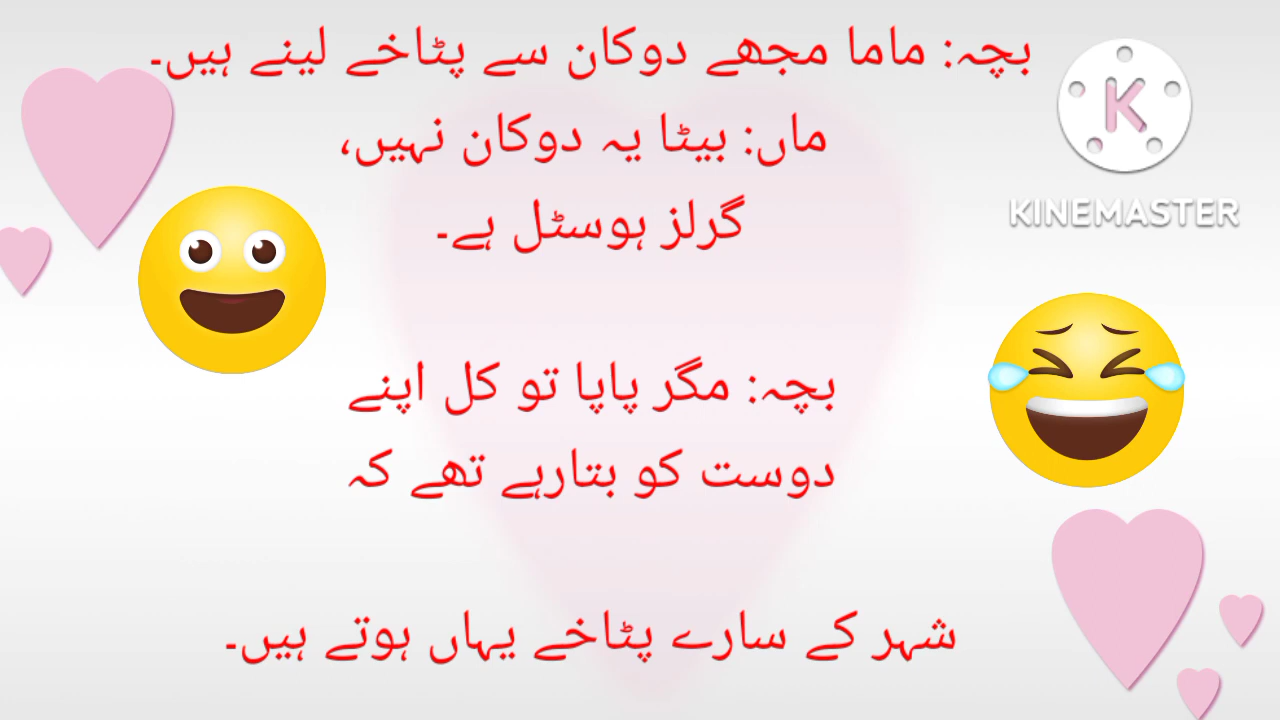 بچہ: ماما مجھے دوکان سے پٹاخے لینے ہیں۔
ماں: بیٹا یہ دوکان نہیں،
گرلز ہوسٹل ہے۔
بچہ: مگر پاپا تو کل اپنے
دوست کو بتارہے تھے کہ
شہر کے سارے پٹاخے یہاں ہوتے ہیں۔
K
KINEMASTER